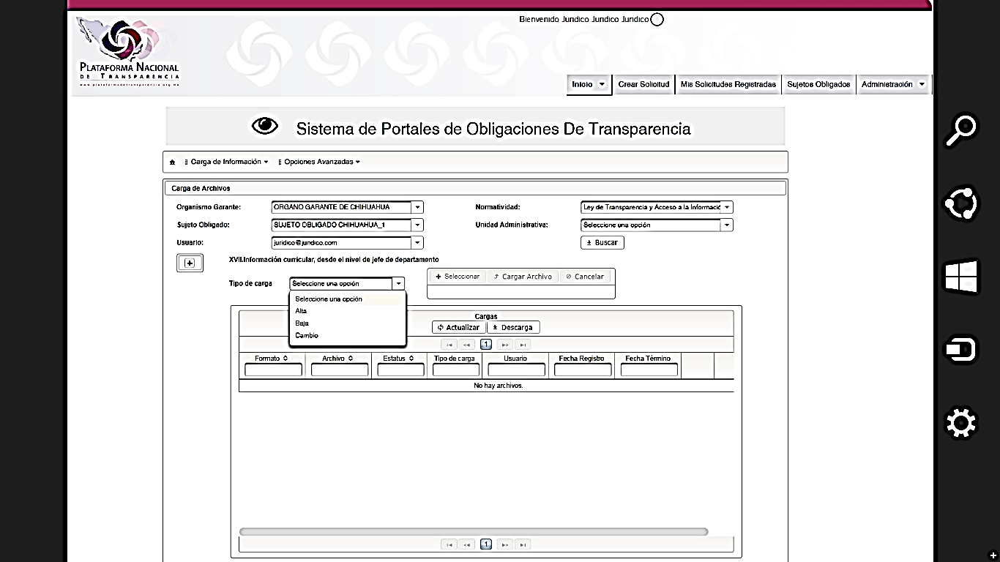 Bienvenido Jurídico Jurídico Jurídico
PLATAFORMA NACIONAL
DE TRANSPARENCIA
www.plataformadetransparencia.org.mx
Inicio
Crear Solicitud
Mis Solicitudes Registradas
Sujetos Obligados
Administración
Sistema de Portales de Obligaciones De Transparencia
Carga de Información
Opciones Avanzadas
Carga de Archivos
Organismo Garante: ORGANO GARANTE DE CHIHUAHUA
Normatividad: Ley de Transparencia y Acceso a la Informació
Sujeto Obligado: SUJETO OBLIGADO CHIHUAHUA_1
Unidad Administrativa: Seleccione una opción
Usuario: juridico@juridico.com
Buscar
XVII.Información curricular, desde el nivel de jefe de departamento
Tipo de carga Seleccione una opción
Seleccionar Cargar Archivo Cancelar
Seleccione una opción
Alta
Baja
Cambio
Cargas
Actualizar Descarga
1
Formato Archivo Estatus Tipo de carga Usuario Fecha Registro Fecha Término
No hay archivos.
1